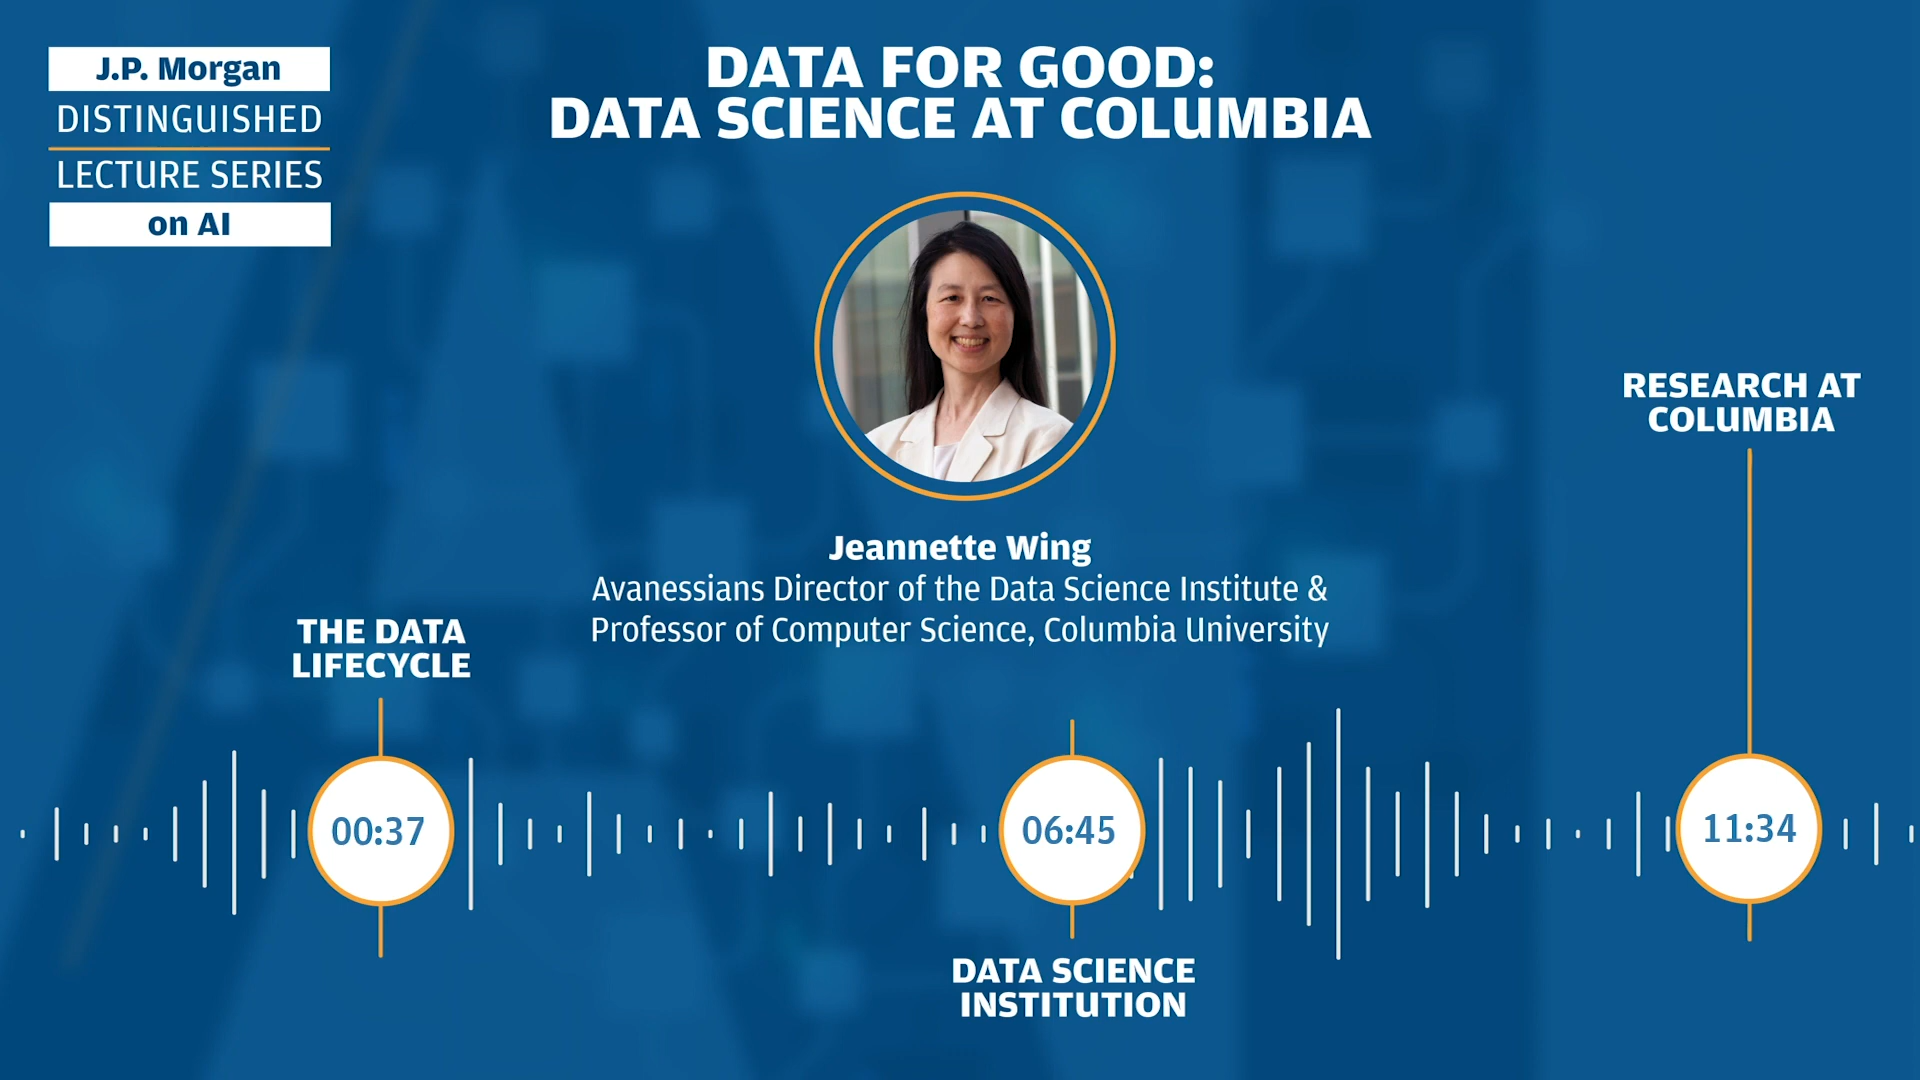 J.P. Morgan
DISTINGUISHED
LECTURE SERIES
on AI
DATA FOR GOOD:
DATA SCIENCE AT COLUMBIA
Jeannette Wing
Avanessians Director of the Data Science Institute &
Professor of Computer Science, Columbia University
THE DATA
LIFECYCLE
00:37
06:45
DATA SCIENCE
INSTITUTION
RESEARCH AT
COLUMBIA
11:34